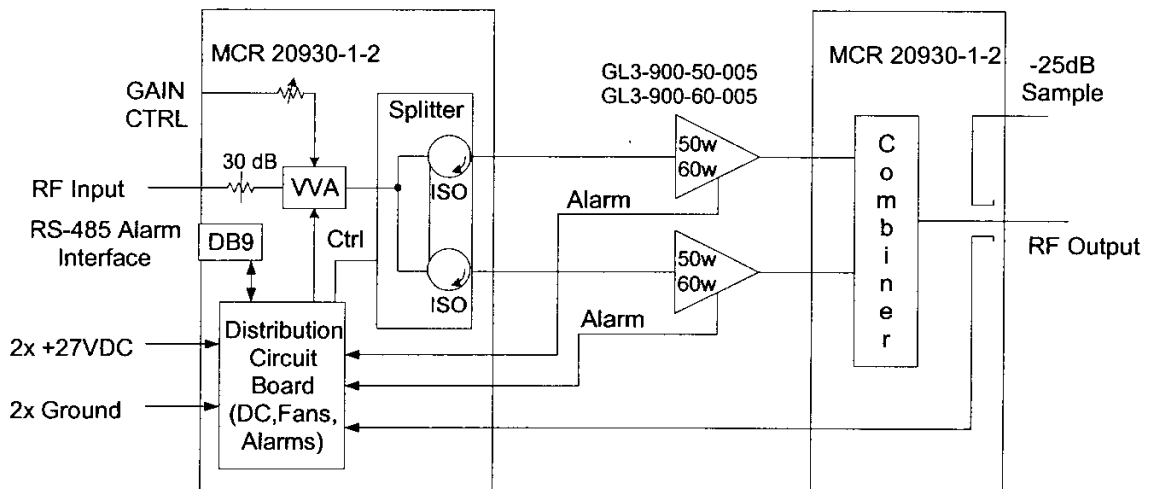 MCR 20930-1-2
GAIN
CTRL
30 dB
RF Input
VVA
RS-485 Alarm
Interface
DB9
Ctrl
Splitter
ISO
ISO
Distribution
Circuit
Board
(DC,Fans,
Alarms)
2x +27VDC
2x Ground
GL3-900-50-005
GL3-900-60-005
50w
60w
Alarm
50w
60w
Alarm
MCR 20930-1-2
Combiner
-25dB
Sample
RF Output